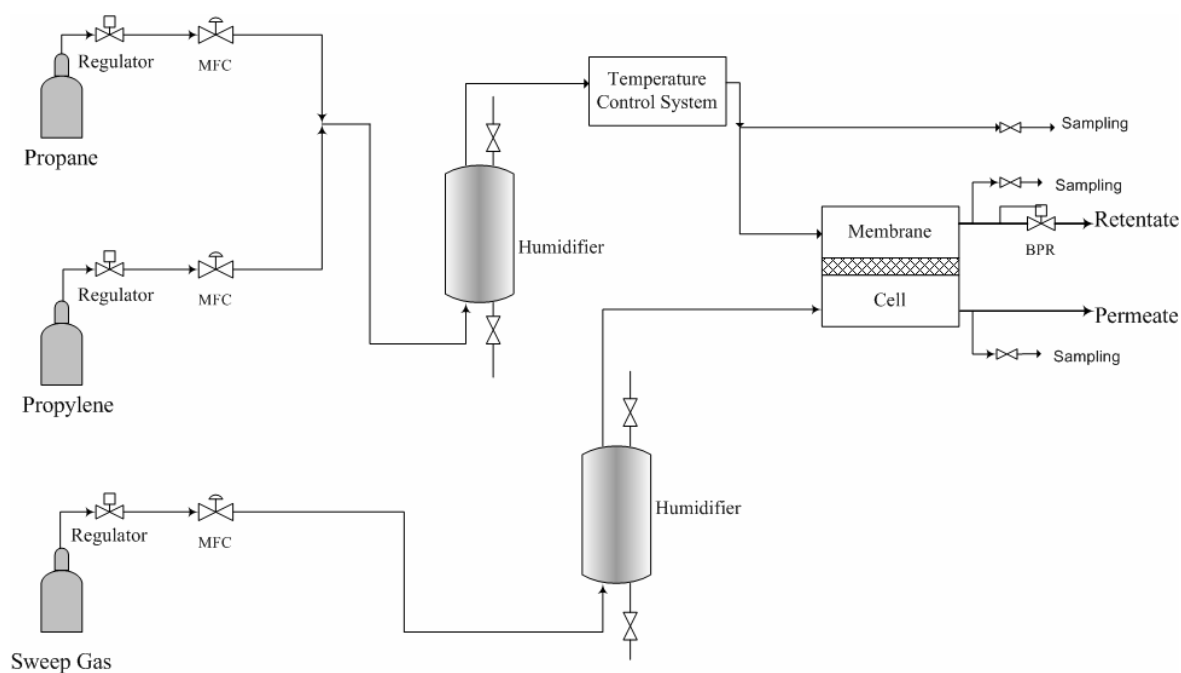 Regulator
MFC
Propane
Temperature
Control System
Sampling
Sampling
Humidifier
Membrane
Retentate
BPR
Regulator
MFC
Cell
Permeate
Sampling
Propylene
Regulator
MFC
Humidifier
Sweep Gas